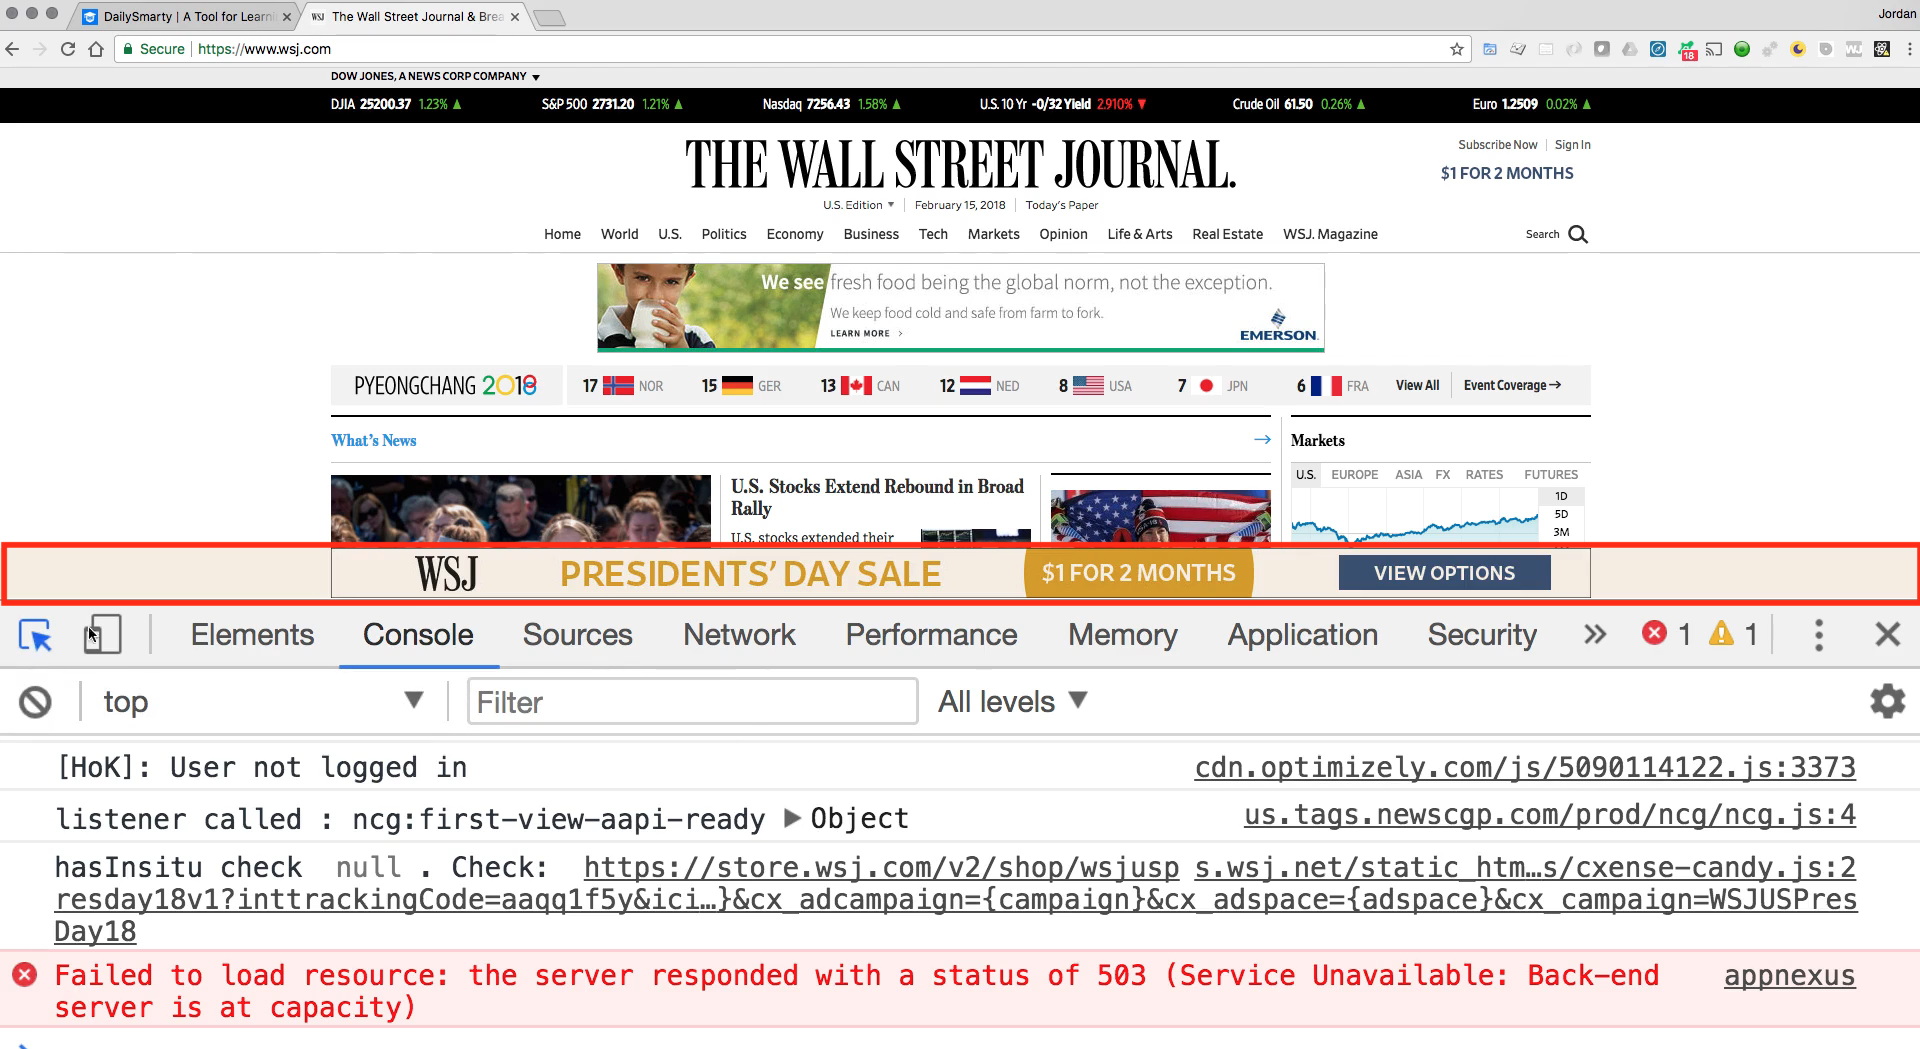 DailySmarty | A Tool for Learni
WSJ The Wall Street Journal & Brea
Jordan
Secure https://www.wsj.com
18
DOW JONES, A NEWS CORP COMPANY
DJIA 25200.37 1.23% S&P 500 2731.20 1.21% Nasdaq 7256.43 1.58% U.S. 10 Yr -0/32 Yield 2.910% Crude Oil 61.50 0.26% Euro 1.2509 0.02%
Subscribe Now Sign In
THE WALL STREET JOURNAL.
$1 FOR 2 MONTHS
U.S. Edition February 15, 2018 Today's Paper
Home World U.S. Politics Economy Business Tech Markets Opinion Life & Arts Real Estate WSJ. Magazine Search
We see fresh food being the global norm, not the exception.
We keep food cold and safe from farm to fork.
LEARN MORE >
EMERSON
PYEONGCHANG 2018 17 NOR 15 GER 13 CAN 12 NED 8 USA 7 JPN 6 FRA View All Event Coverage→
What's News → Markets
U.S. EUROPE ASIA FX RATES FUTURES
U.S. Stocks Extend Rebound in Broad
Rally
1D
5D
3M
U.S. stocks extended their
WSJ PRESIDENTS' DAY SALE $1 FOR 2 MONTHS VIEW OPTIONS
Elements Console Sources Network Performance Memory Application Security » 1 1
top Filter All levels
[HoK]: User not logged in cdn.optimizely.com/js/5090114122.js:3373
listener called : ncg:first-view-aapi-ready ▶ Object us.tags.newscgp.com/prod/ncg/ncg.js:4
hasInsitu check null . Check: https://store.wsj.com/v2/shop/wsjusp s.wsj.net/static_htm…s/cxense-candy.js:2
resday18v1?inttrackingCode=aaqq1f5y&ici…}&cx_adcampaign={campaign}&cx_adspace={adspace}&cx_campaign=WSJUSPres
Day18
Failed to load resource: the server responded with a status of 503 (Service Unavailable: Back-end appnexus
server is at capacity)